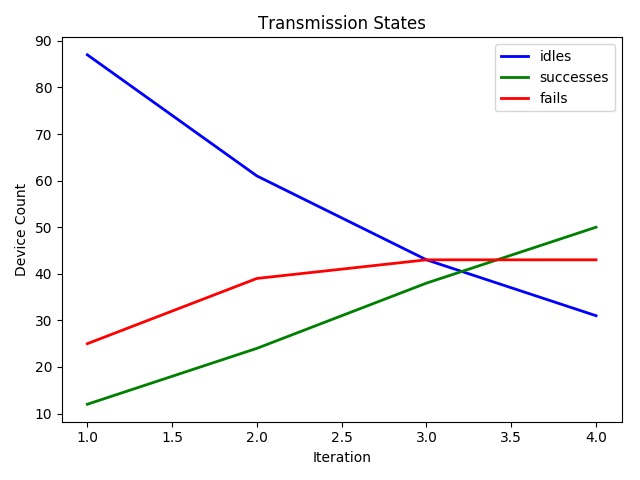 Transmission States
90
80
70
60
50
40
30
20
10
Device Count
idles
successes
fails
1.0 1.5 2.0 2.5 3.0 3.5 4.0
Iteration